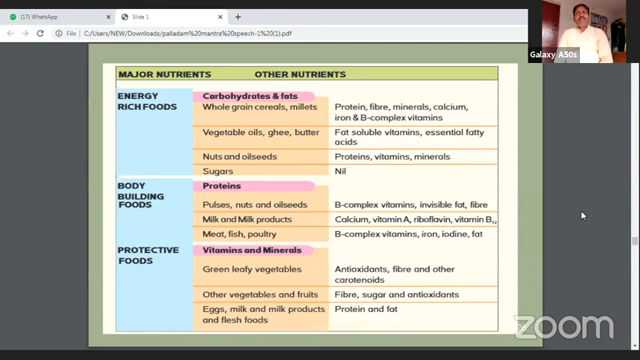 (17) WhatsApp
Slide 1
C:/Users/NEW/Downloads/palladam%20mantra%20speech-1%20(1).pdf
Galaxy A50s
MAJOR NUTRIENTS OTHER NUTRIENTS
ENERGY RICH FOODS
Carbohydrates & fats
Whole grain cereals, millets
Protein, fibre, minerals, calcium,
iron & B-complex vitamins
Vegetable oils, ghee, butter
Fat soluble vitamins, essential fatty
acids
Nuts and oilseeds
Proteins, vitamins, minerals
Sugars
Nil
BODY
BUILDING
FOODS
Proteins
Pulses, nuts and oilseeds
B-complex vitamins, invisible fat, fibre
Milk and Milk products
Calcium, vitamin A, riboflavin, vitamin B12
Meat, fish, poultry
B-complex vitamins, iron, iodine, fat
PROTECTIVE
FOODS
Vitamins and Minerals
Green leafy vegetables
Antioxidants, fibre and other
carotenoids
Other vegetables and fruits
Fibre, sugar and antioxidants
Eggs, milk and milk products
and flesh foods
Protein and fat
zoom